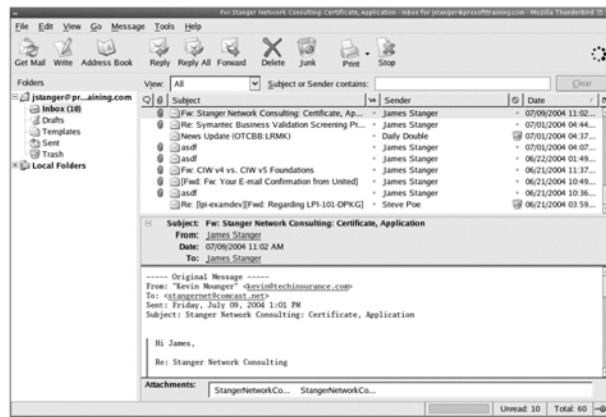 Fw: Stanger Network Consulting: Certificate, Application - Inbox for jstanger@prosofttraining.com - Mozilla Thunderbird
File Edit View Go Message Tools Help
Get Mail Write Address Book Reply Reply All Forward Delete Junk Print Stop
Folders
View: All Subject or Sender contains: Clear
jstanger@pr...aining.com
Inbox (10)
Drafts
Templates
Sent
Trash
Local Folders
Subject Sender Date
Fw: Stanger Network Consulting: Certificate, Ap... James Stanger 07/09/2004 11:02...
Re: Symantec Business Validation Screening Pr... James Stanger 07/01/2004 04:44...
News Update (OTCBB:LRMK) Daily Double 07/01/2004 04:37...
asdf James Stanger 07/01/2004 04:07...
asdf James Stanger 06/22/2004 01:49...
Fw: CIW v4 vs. CIW v5 Foundations James Stanger 06/21/2004 11:37...
[Fwd: Fw: Your E-mail Confirmation from United] James Stanger 06/21/2004 10:49...
asdf James Stanger 06/21/2004 10:36...
Re: [lpi-examdev][Fwd: Regarding LPI-101-DPKG] Steve Poe 06/21/2004 03:59...
Subject: Fw: Stanger Network Consulting: Certificate, Application
From: James Stanger
Date: 07/09/2004 11:02 AM
To: James Stanger
----- Original Message -----
From: "Kevin Mounger" <kevin@techinsurance.com>
To: <stangernet@comcast.net>
Sent: Friday, July 09, 2004 1:01 PM
Subject: Stanger Network Consulting: Certificate, Application
Hi James,
Re: Stanger Network Consulting
Attachments: StangerNetworkCo... StangerNetworkCo...
Unread: 10 Total: 60